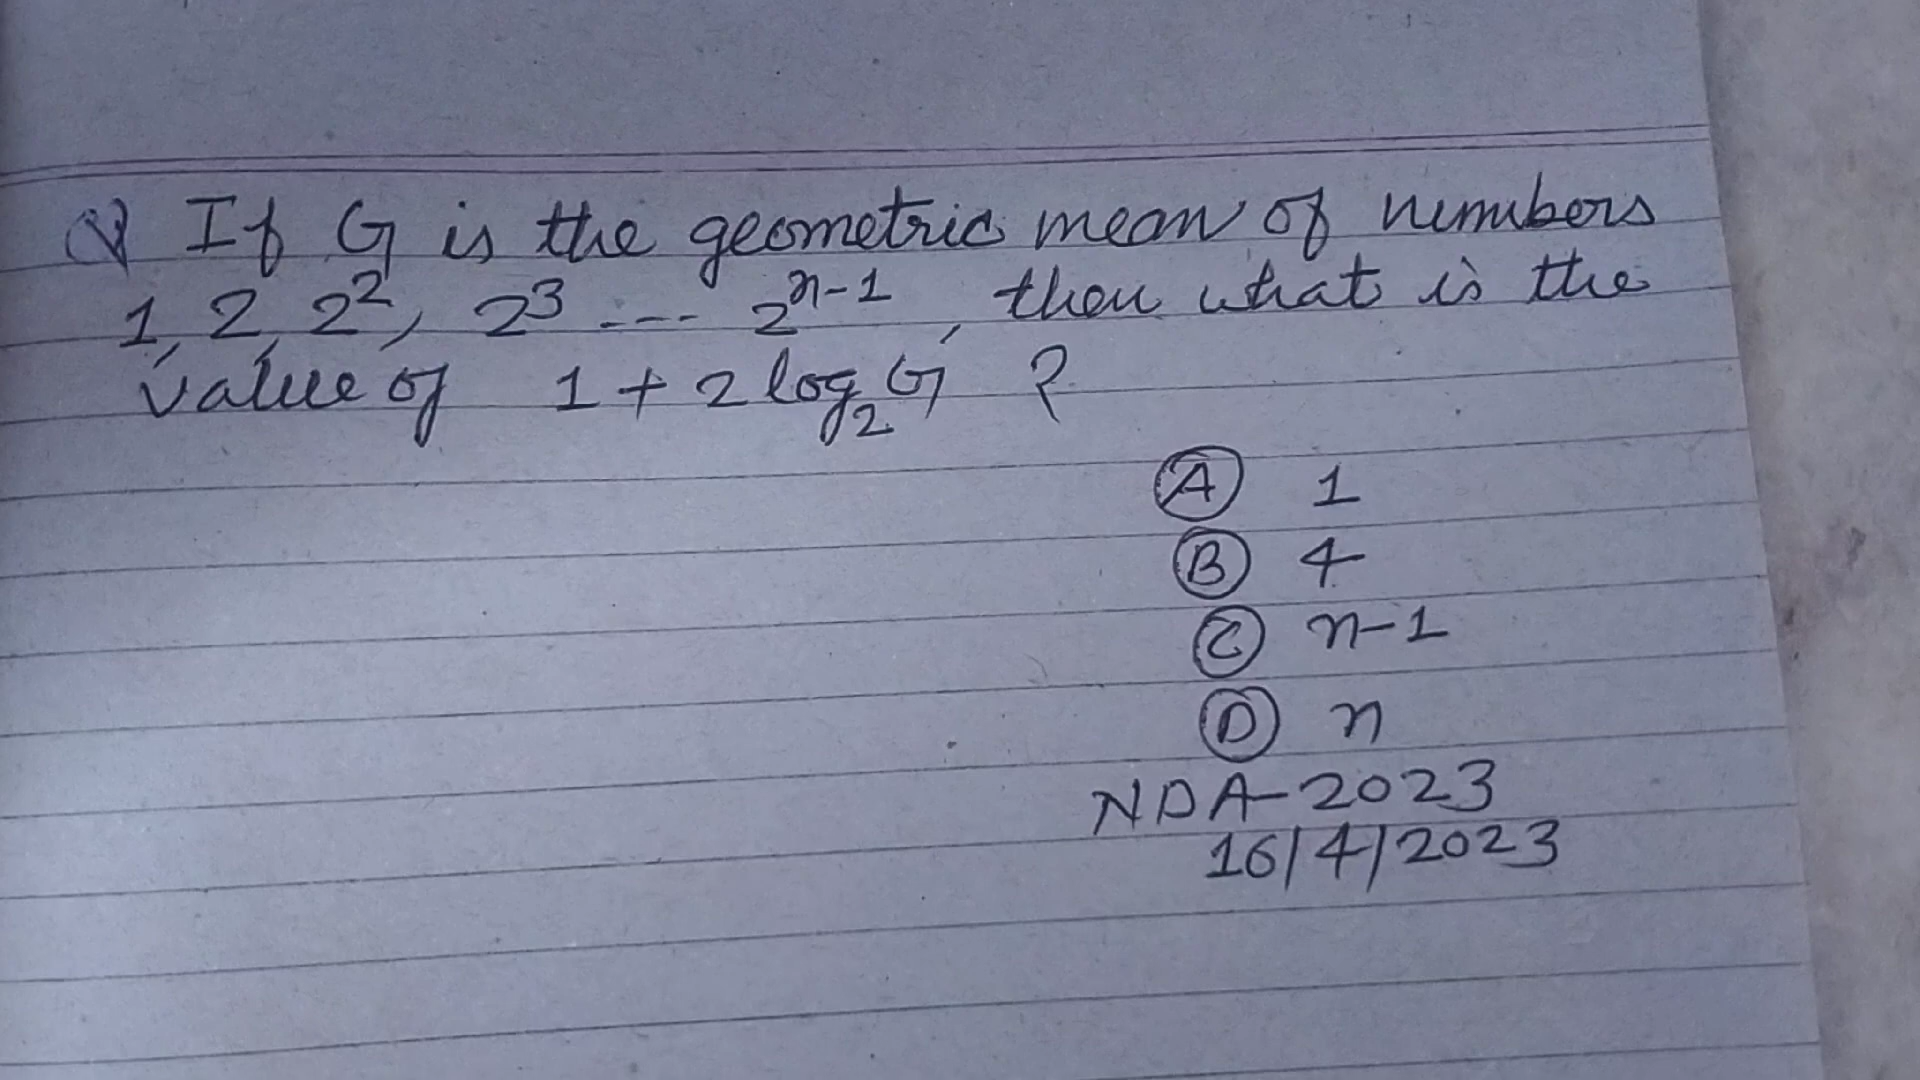 Q If G is the geometric mean of numbers
1, 2, 2², 2³ ---- 2ⁿ⁻¹, then what is the
value of 1 + 2 log₂G ?
Ⓐ 1
Ⓑ 4
Ⓒ n-1
Ⓓ n
NDA-2023
16/4/2023